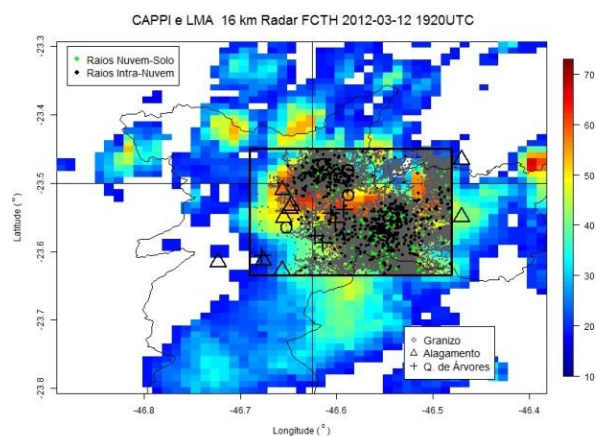 CAPPI e LMA 16 km Radar FCTH 2012-03-12 1920UTC
Raios Nuvem-Solo
Raios Intra-Nuvem
-23.3
-23.4
-23.5
-23.6
-23.7
-23.8
Latitude (°)
70
60
50
40
30
20
10
Granizo
Alagamento
Q. de Árvores
-46.8
-46.7
-46.6
-46.5
-46.4
Longitude (°)